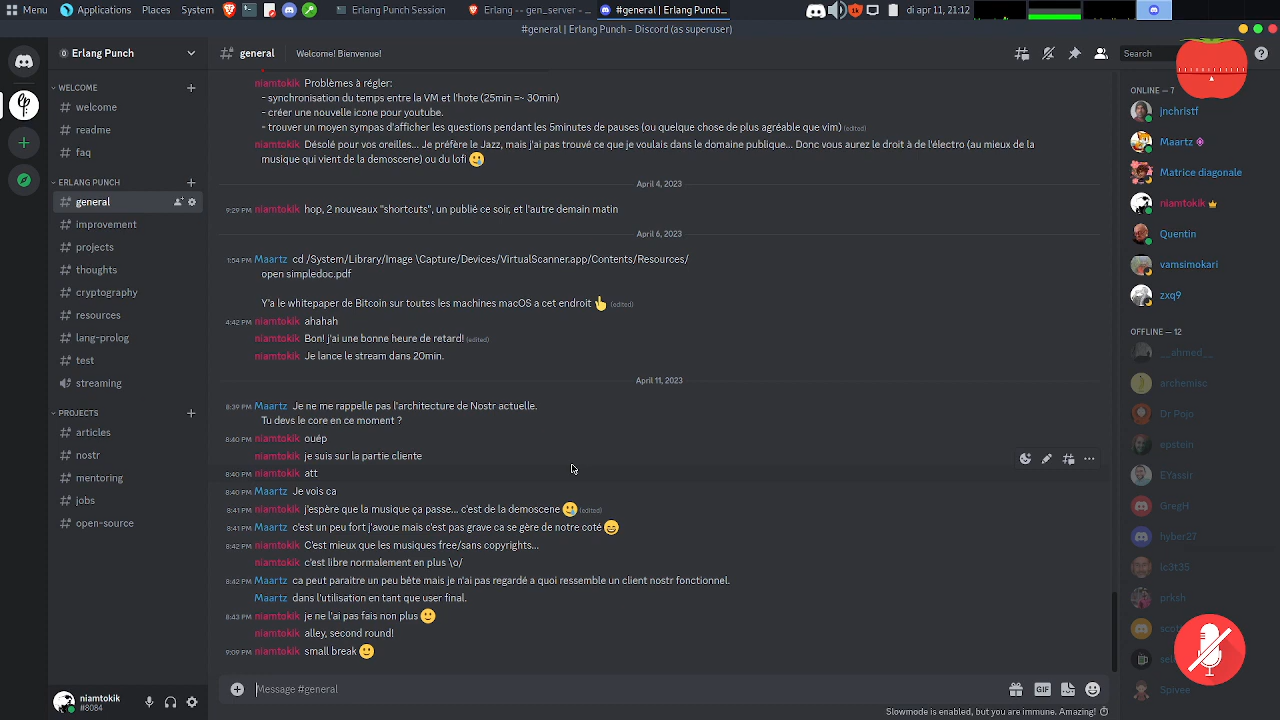 Menu Applications Places System Erlang Punch Session Erlang -- gen_server - ... #general | Erlang Punch... 1k di apr 11, 21:12
#general | Erlang Punch - Discord (as superuser)
Erlang Punch
general Welcome! Bienvenue! Search
WELCOME
welcome
readme
faq
ERLANG PUNCH
general
improvement
projects
thoughts
cryptography
resources
lang-prolog
test
streaming
PROJECTS
articles
nostr
mentoring
jobs
open-source
niamtokik
#8084
niamtokik Problèmes à régler:
- synchronisation du temps entre la VM et l'hote (25min =~ 30min)
- créer une nouvelle icone pour youtube
- trouver un moyen sympas d'afficher les questions pendant les 5minutes de pauses (ou quelque chose de plus agréable que vim) (edited)
niamtokik Désolé pour vos oreilles... Je préfère le Jazz, mais j'ai pas trouvé ce que je voulais dans le domaine publique... Donc vous aurez le droit à de l'électro (au mieux de la
musique qui vient de la demoscene) ou du lofi 🥲
April 4, 2023
9:29 PM niamtokik hop, 2 nouveaux "shortcuts", un publié ce soir, et l'autre demain matin
April 6, 2023
1:54 PM Maartz cd /System/Library/Image \Capture/Devices/VirtualScanner.app/Contents/Resources/
open simpledoc.pdf
Y'a le whitepaper de Bitcoin sur toutes les machines macOS a cet endroit 👆 (edited)
4:42 PM niamtokik ahahah
niamtokik Bon! j'ai une bonne heure de retard! (edited)
niamtokik Je lance le stream dans 20min.
April 11, 2023
8:39 PM Maartz Je ne me rappelle pas l'architecture de Nostr actuelle.
Tu devs le core en ce moment ?
8:40 PM niamtokik ouép
niamtokik je suis sur la partie cliente
8:40 PM niamtokik att
8:40 PM Maartz Je vois ca
8:41 PM niamtokik j'espère que la musique ça passe... c'est de la demoscene 🥲 (edited)
8:41 PM Maartz c'est un peu fort j'avoue mais c'est pas grave ca se gère de notre coté 😄
8:42 PM niamtokik C'est mieux que les musiques free/sans copyrights...
niamtokik c'est libre normalement en plus \o/
8:42 PM Maartz ca peut paraitre un peu bête mais je n'ai pas regardé a quoi ressemble un client nostr fonctionnel.
Maartz dans l'utilisation en tant que user final.
8:43 PM niamtokik je ne l'ai pas fais non plus 🙂
niamtokik alley, second round!
9:09 PM niamtokik small break 🙂
Message #general
GIF
Slowmode is enabled, but you are immune. Amazing!
ONLINE — 7
jnchristf
Maartz
Matrice diagonale
niamtokik
Quentin
vamsimokari
zxq9
OFFLINE — 12
__ahmed__
archemisc
Dr Pojo
epstein
EYassir
GregH
hyber27
lc3t35
prksh
Spivee